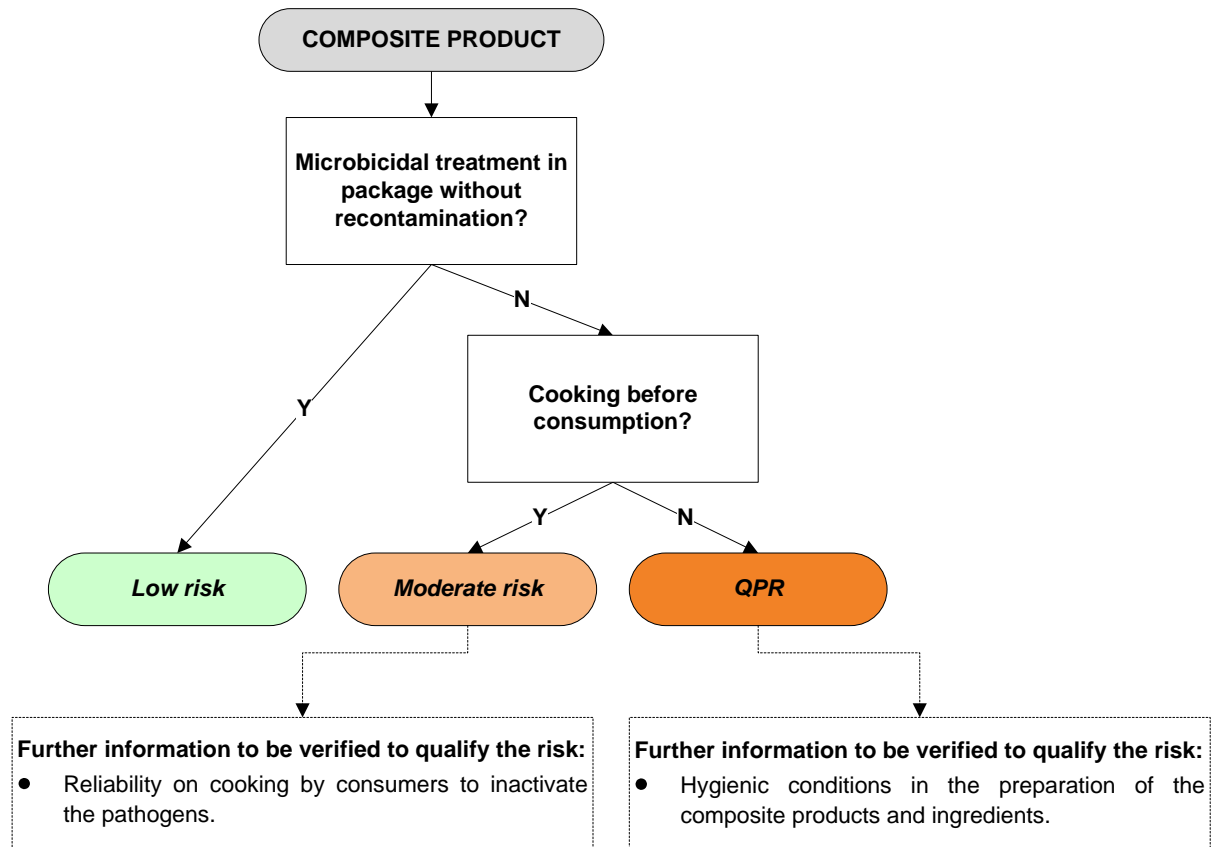 COMPOSITE PRODUCT
Microbicidal treatment in
package without
recontamination?
N
Cooking before
consumption?
Y
Y
N
Low risk
Moderate risk
QPR
Further information to be verified to qualify the risk:
● Reliability on cooking by consumers to inactivate
the pathogens.
Further information to be verified to qualify the risk:
● Hygienic conditions in the preparation of the
composite products and ingredients.